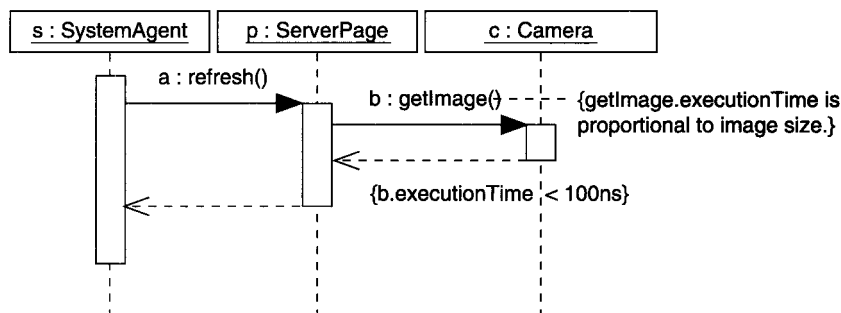 s : SystemAgent
p : ServerPage
c : Camera
a : refresh()
b : getImage()
{getImage.executionTime is
proportional to image size.}
{b.executionTime < 100ns}